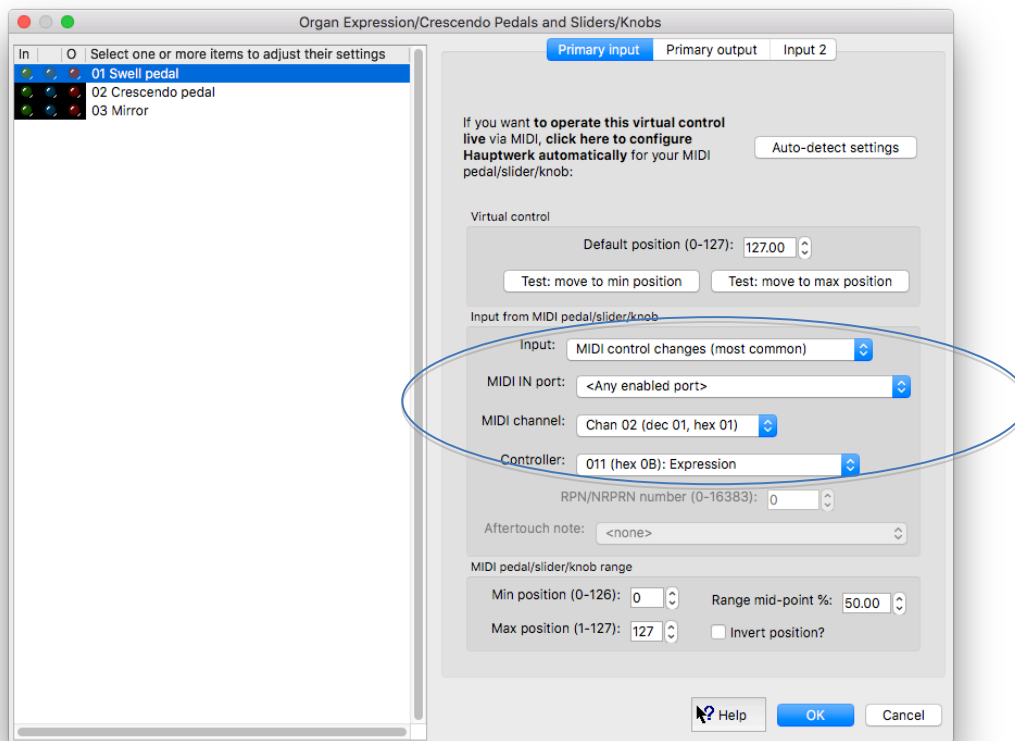 Organ Expression/Crescendo Pedals and Sliders/Knobs
In O Select one or more items to adjust their settings
01 Swell pedal
02 Crescendo pedal
03 Mirror
Primary input Primary output Input 2
If you want to operate this virtual control
live via MIDI, click here to configure
Hauptwerk automatically for your MIDI
pedal/slider/knob:
Auto-detect settings
Virtual control
Default position (0-127): 127.00
Test: move to min position Test: move to max position
Input from MIDI pedal/slider/knob
Input: MIDI control changes (most common)
MIDI IN port: <Any enabled port>
MIDI channel: Chan 02 (dec 01, hex 01)
Controller: 011 (hex 0B): Expression
RPN/NRPRN number (0-16383): 0
Aftertouch note: <none>
MIDI pedal/slider/knob range
Min position (0-126): 0 Range mid-point %: 50.00
Max position (1-127): 127 Invert position?
? Help OK Cancel